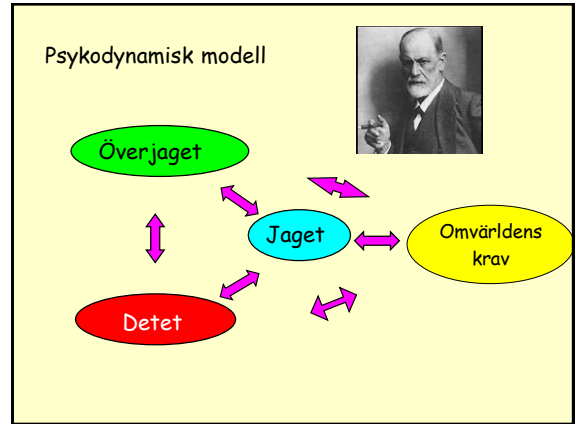 Psykodynamisk modell
Överjaget
Jaget
Omvärldens
krav
Detet